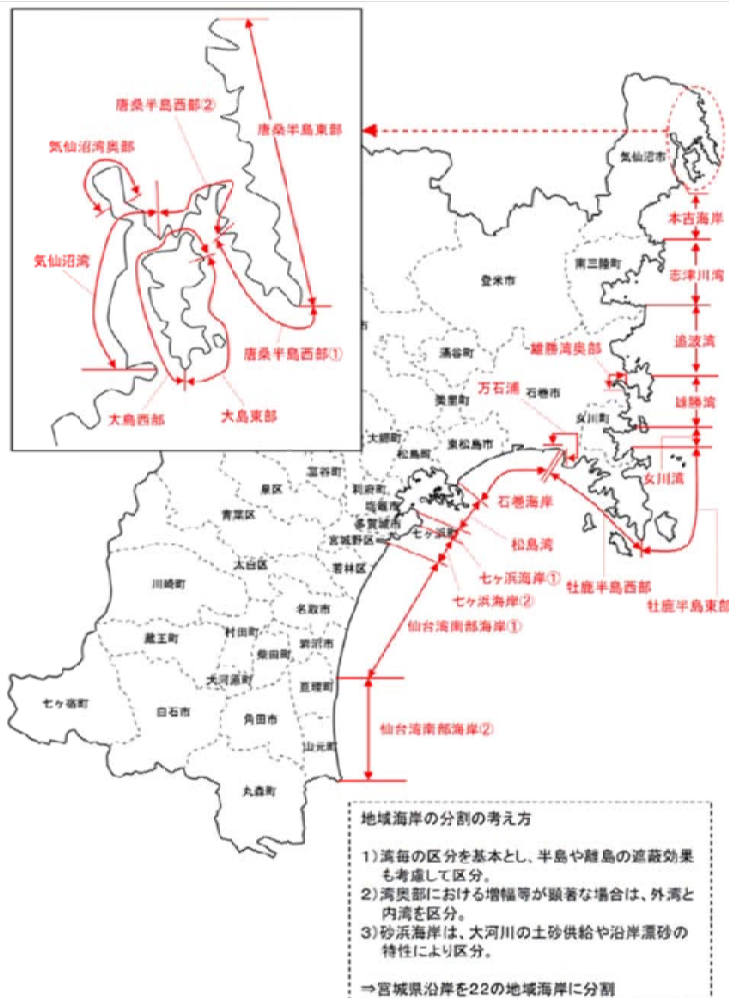 唐桑半島西部②
唐桑半島東部
気仙沼湾奥部
気仙沼湾
唐桑半島西部①
大島西部
大島東部
気仙沼市
本吉海岸
南三陸町
志津川湾
登米市
追波湾
涌谷町
雄勝湾奥部
万石浦
石巻市
美里町
雄勝湾
女川町
大郷町
東松島市
松島町
女川湾
富谷町
利府町
泉区
石巻海岸
塩竈市
青葉区
多賀城市
七ヶ浜町
宮城野区
松島湾
太白区
若林区
七ヶ浜海岸①
牡鹿半島西部
川崎町
七ヶ浜海岸②
牡鹿半島東部
名取市
仙台湾南部海岸①
村田町
蔵王町
岩沼市
柴田町
大河原町
亘理町
七ヶ宿町
白石市
角田市
仙台湾南部海岸②
山元町
丸森町
地域海岸の分割の考え方
1)湾毎の区分を基本とし、半島や離島の遮蔽効果
も考慮して区分。
2)湾奥部における増幅等が顕著な場合は、外湾と
内湾を区分。
3)砂浜海岸は、大河川の土砂供給や沿岸漂砂の
特性により区分。
⇒宮城県沿岸を22の地域海岸に分割